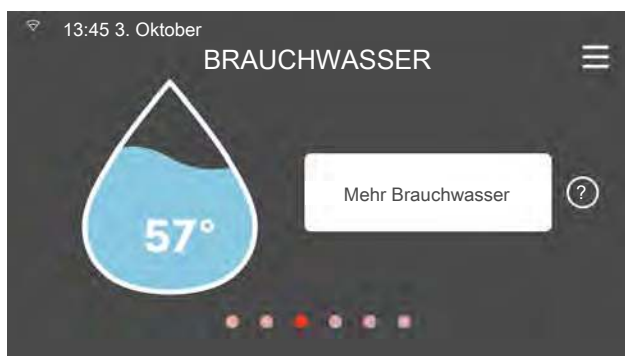 13:45 3. Oktober
BRAUCHWASSER
57°
Mehr Brauchwasser
?